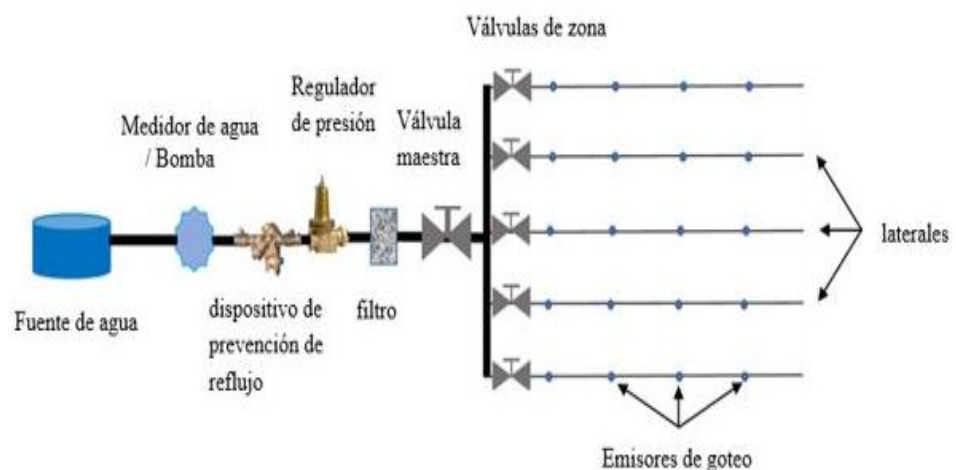 Válvulas de zona
Regulador
de presión
Válvula
maestra
Medidor de agua
/ Bomba
laterales
Fuente de agua
dispositivo de
prevención de
reflujo
filtro
Emisores de goteo